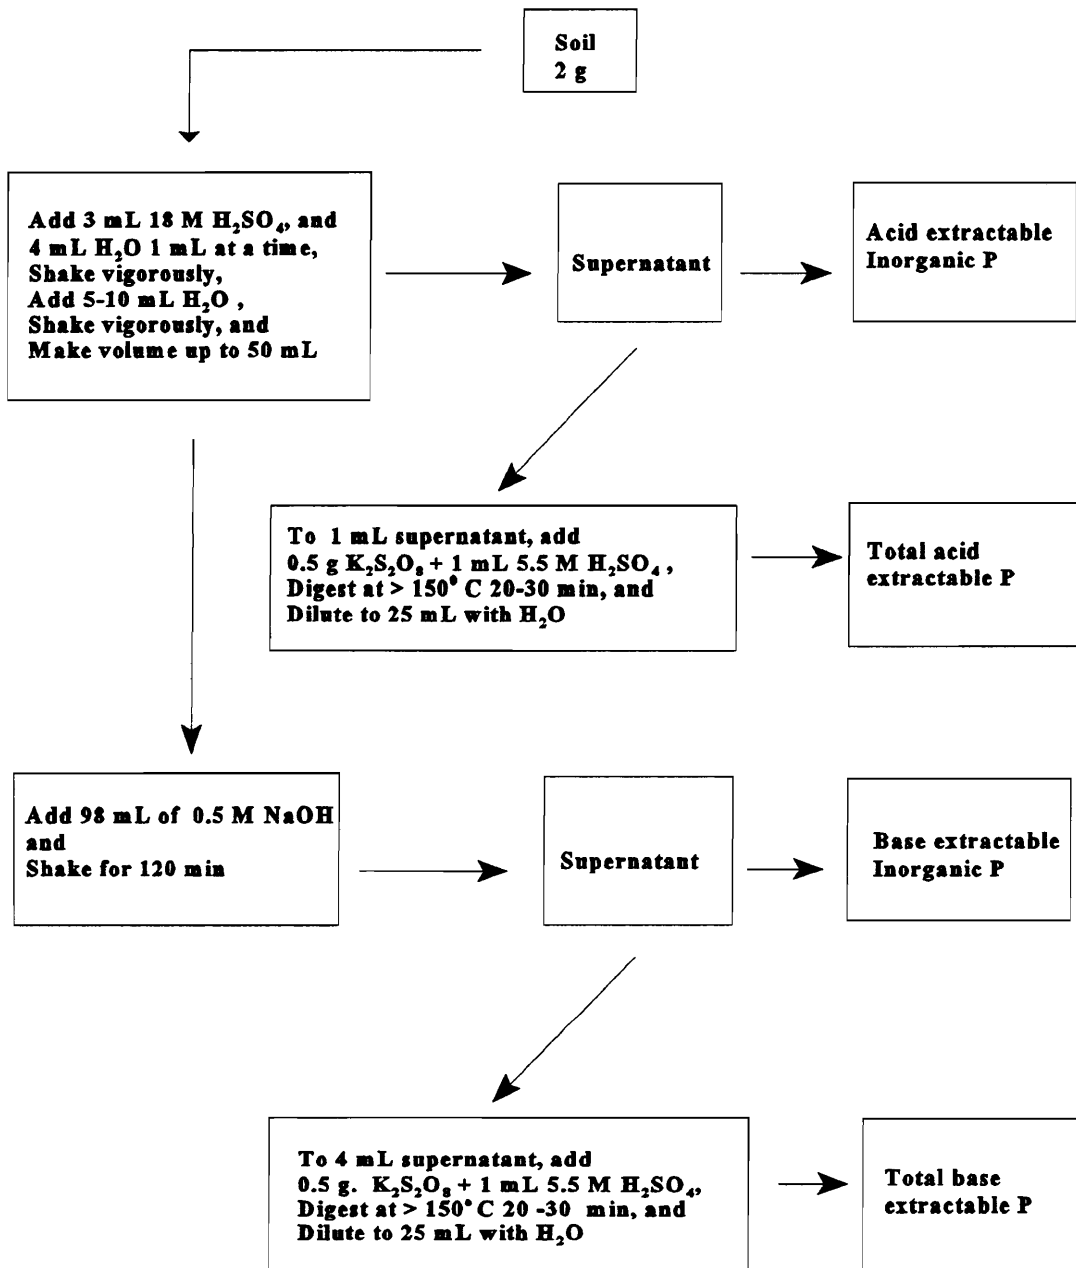 Soil
2 g
Add 3 mL 18 M H₂SO₄, and
4 mL H₂O 1 mL at a time,
Shake vigorously,
Add 5-10 mL H₂O ,
Shake vigorously, and
Make volume up to 50 mL
Supernatant
Acid extractable
Inorganic P
To 1 mL supernatant, add
0.5 g K₂S₂O₈ + 1 mL 5.5 M H₂SO₄,
Digest at > 150° C 20-30 min, and
Dilute to 25 mL with H₂O
Total acid
extractable P
Add 98 mL of 0.5 M NaOH
and
Shake for 120 min
Supernatant
Base extractable
Inorganic P
To 4 mL supernatant, add
0.5 g. K₂S₂O₈ + 1 mL 5.5 M H₂SO₄,
Digest at > 150° C 20 -30 min, and
Dilute to 25 mL with H₂O
Total base
extractable P